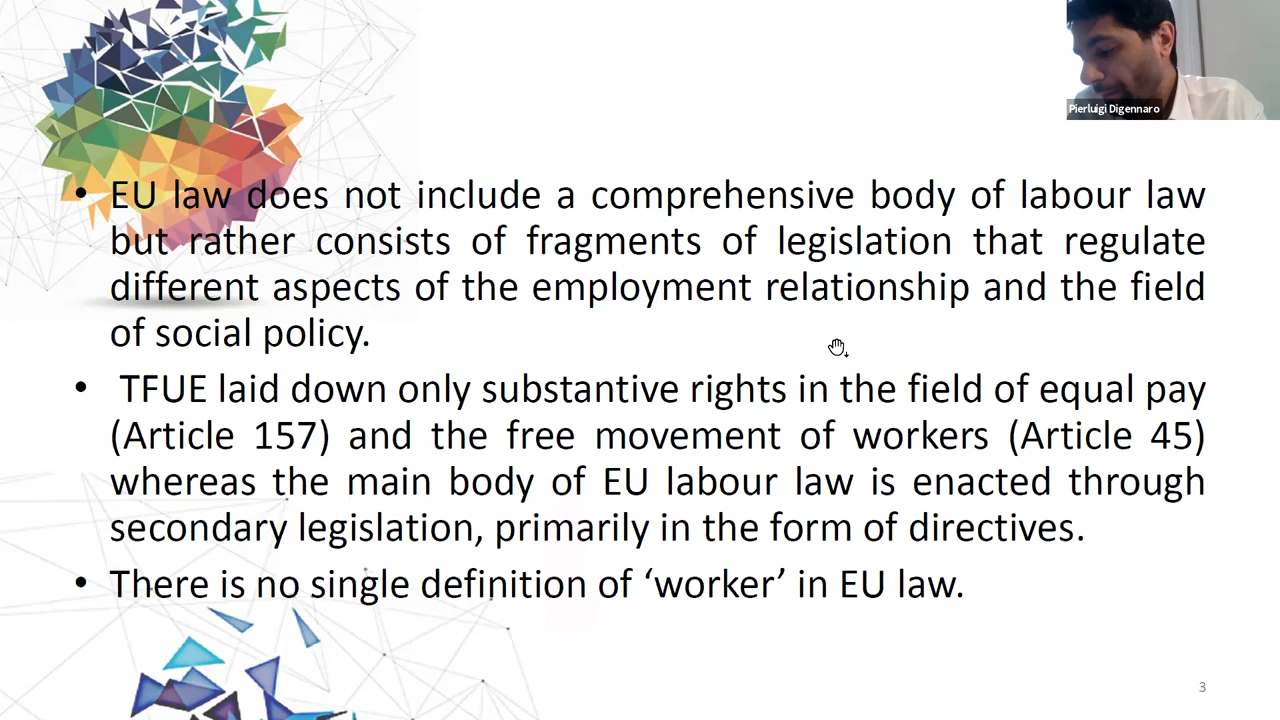 Pierluigi Digennaro
• EU law does not include a comprehensive body of labour law
but rather consists of fragments of legislation that regulate
different aspects of the employment relationship and the field
of social policy.
• TFUE laid down only substantive rights in the field of equal pay
(Article 157) and the free movement of workers (Article 45)
whereas the main body of EU labour law is enacted through
secondary legislation, primarily in the form of directives.
• There is no single definition of ‘worker’ in EU law.
3